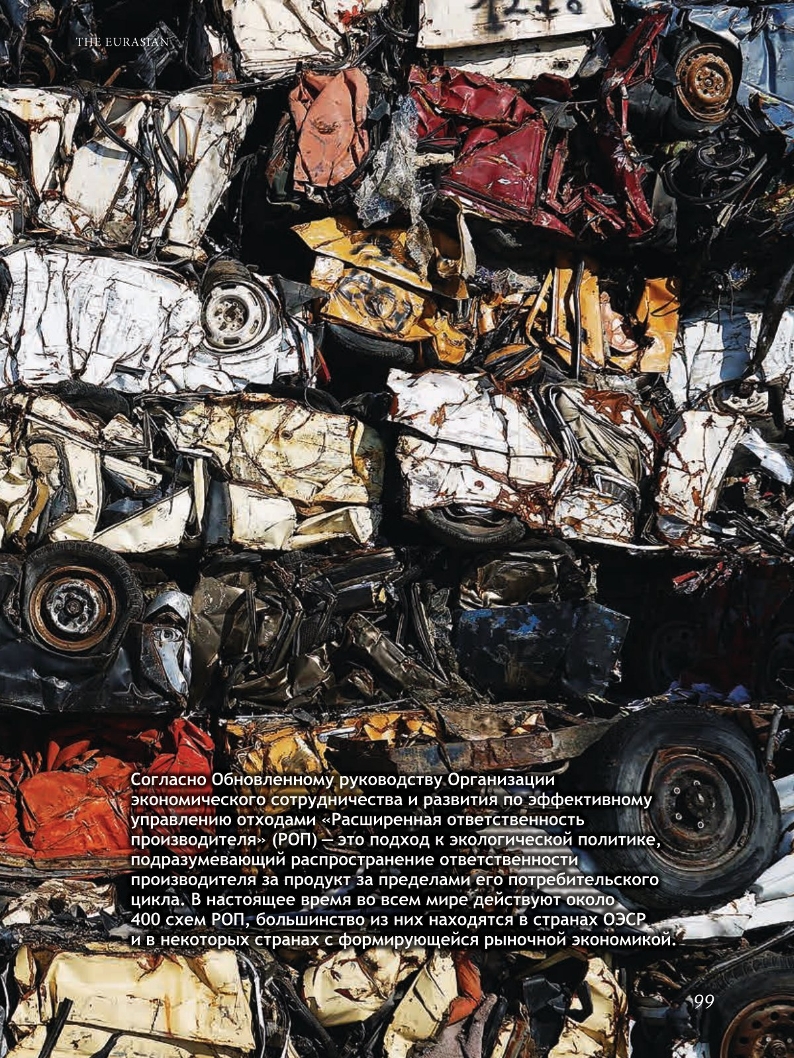 THE EURASIAN
Согласно Обновленному руководству Организации
экономического сотрудничества и развития по эффективному
управлению отходами «Расширенная ответственность
производителя» (РОП) — это подход к экологической политике,
подразумевающий распространение ответственности
производителя за продукт за пределами его потребительского
цикла. В настоящее время во всем мире действуют около
400 схем РОП, большинство из них находятся в странах ОЭСР
и в некоторых странах с формирующейся рыночной экономикой.
99